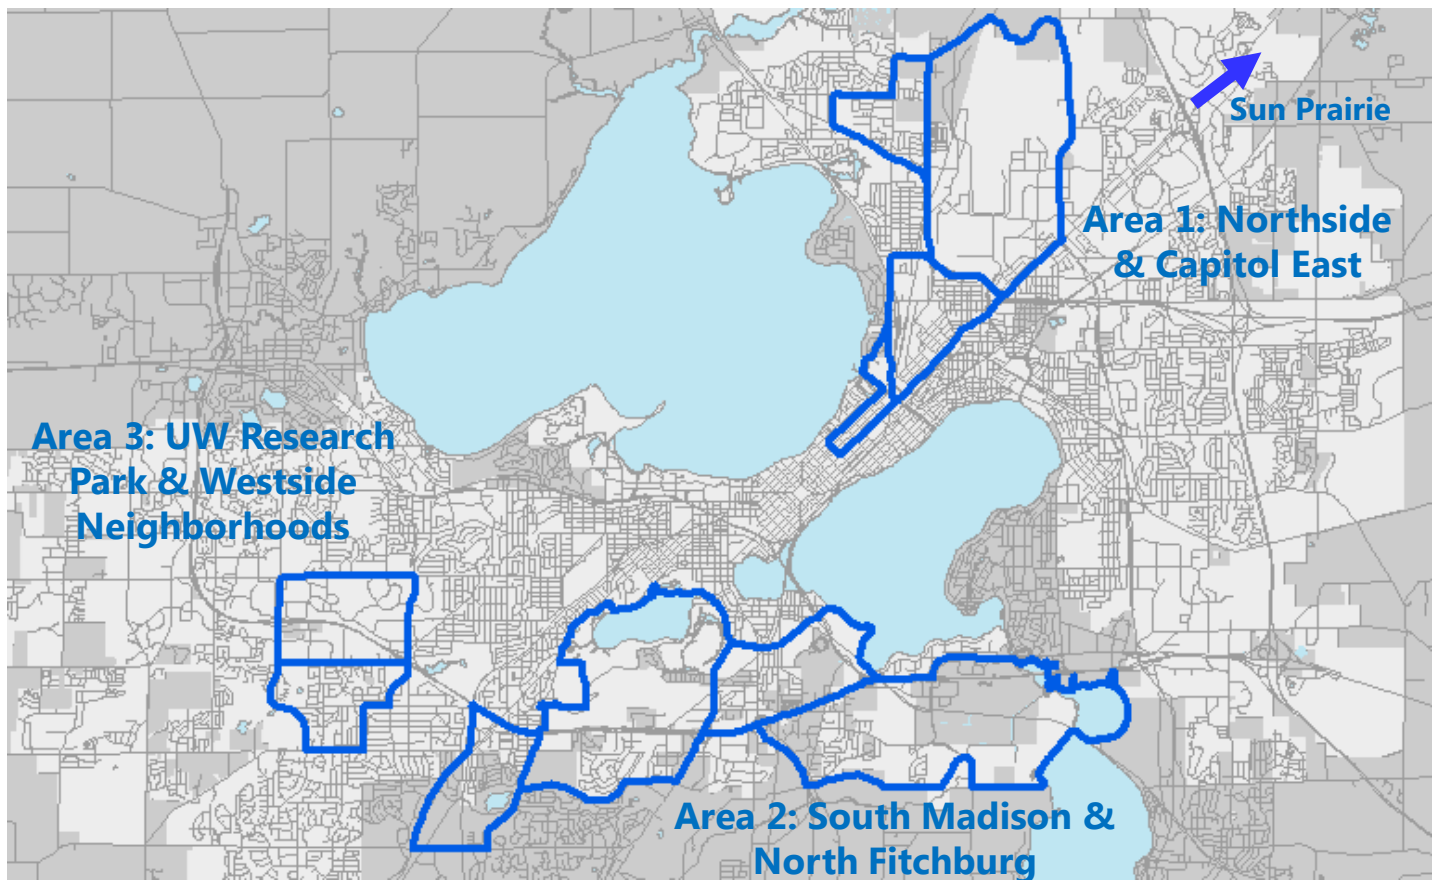 Sun Prairie
Area 1: Northside
& Capitol East
Area 3: UW Research
Park & Westside
Neighborhoods
Area 2: South Madison &
North Fitchburg